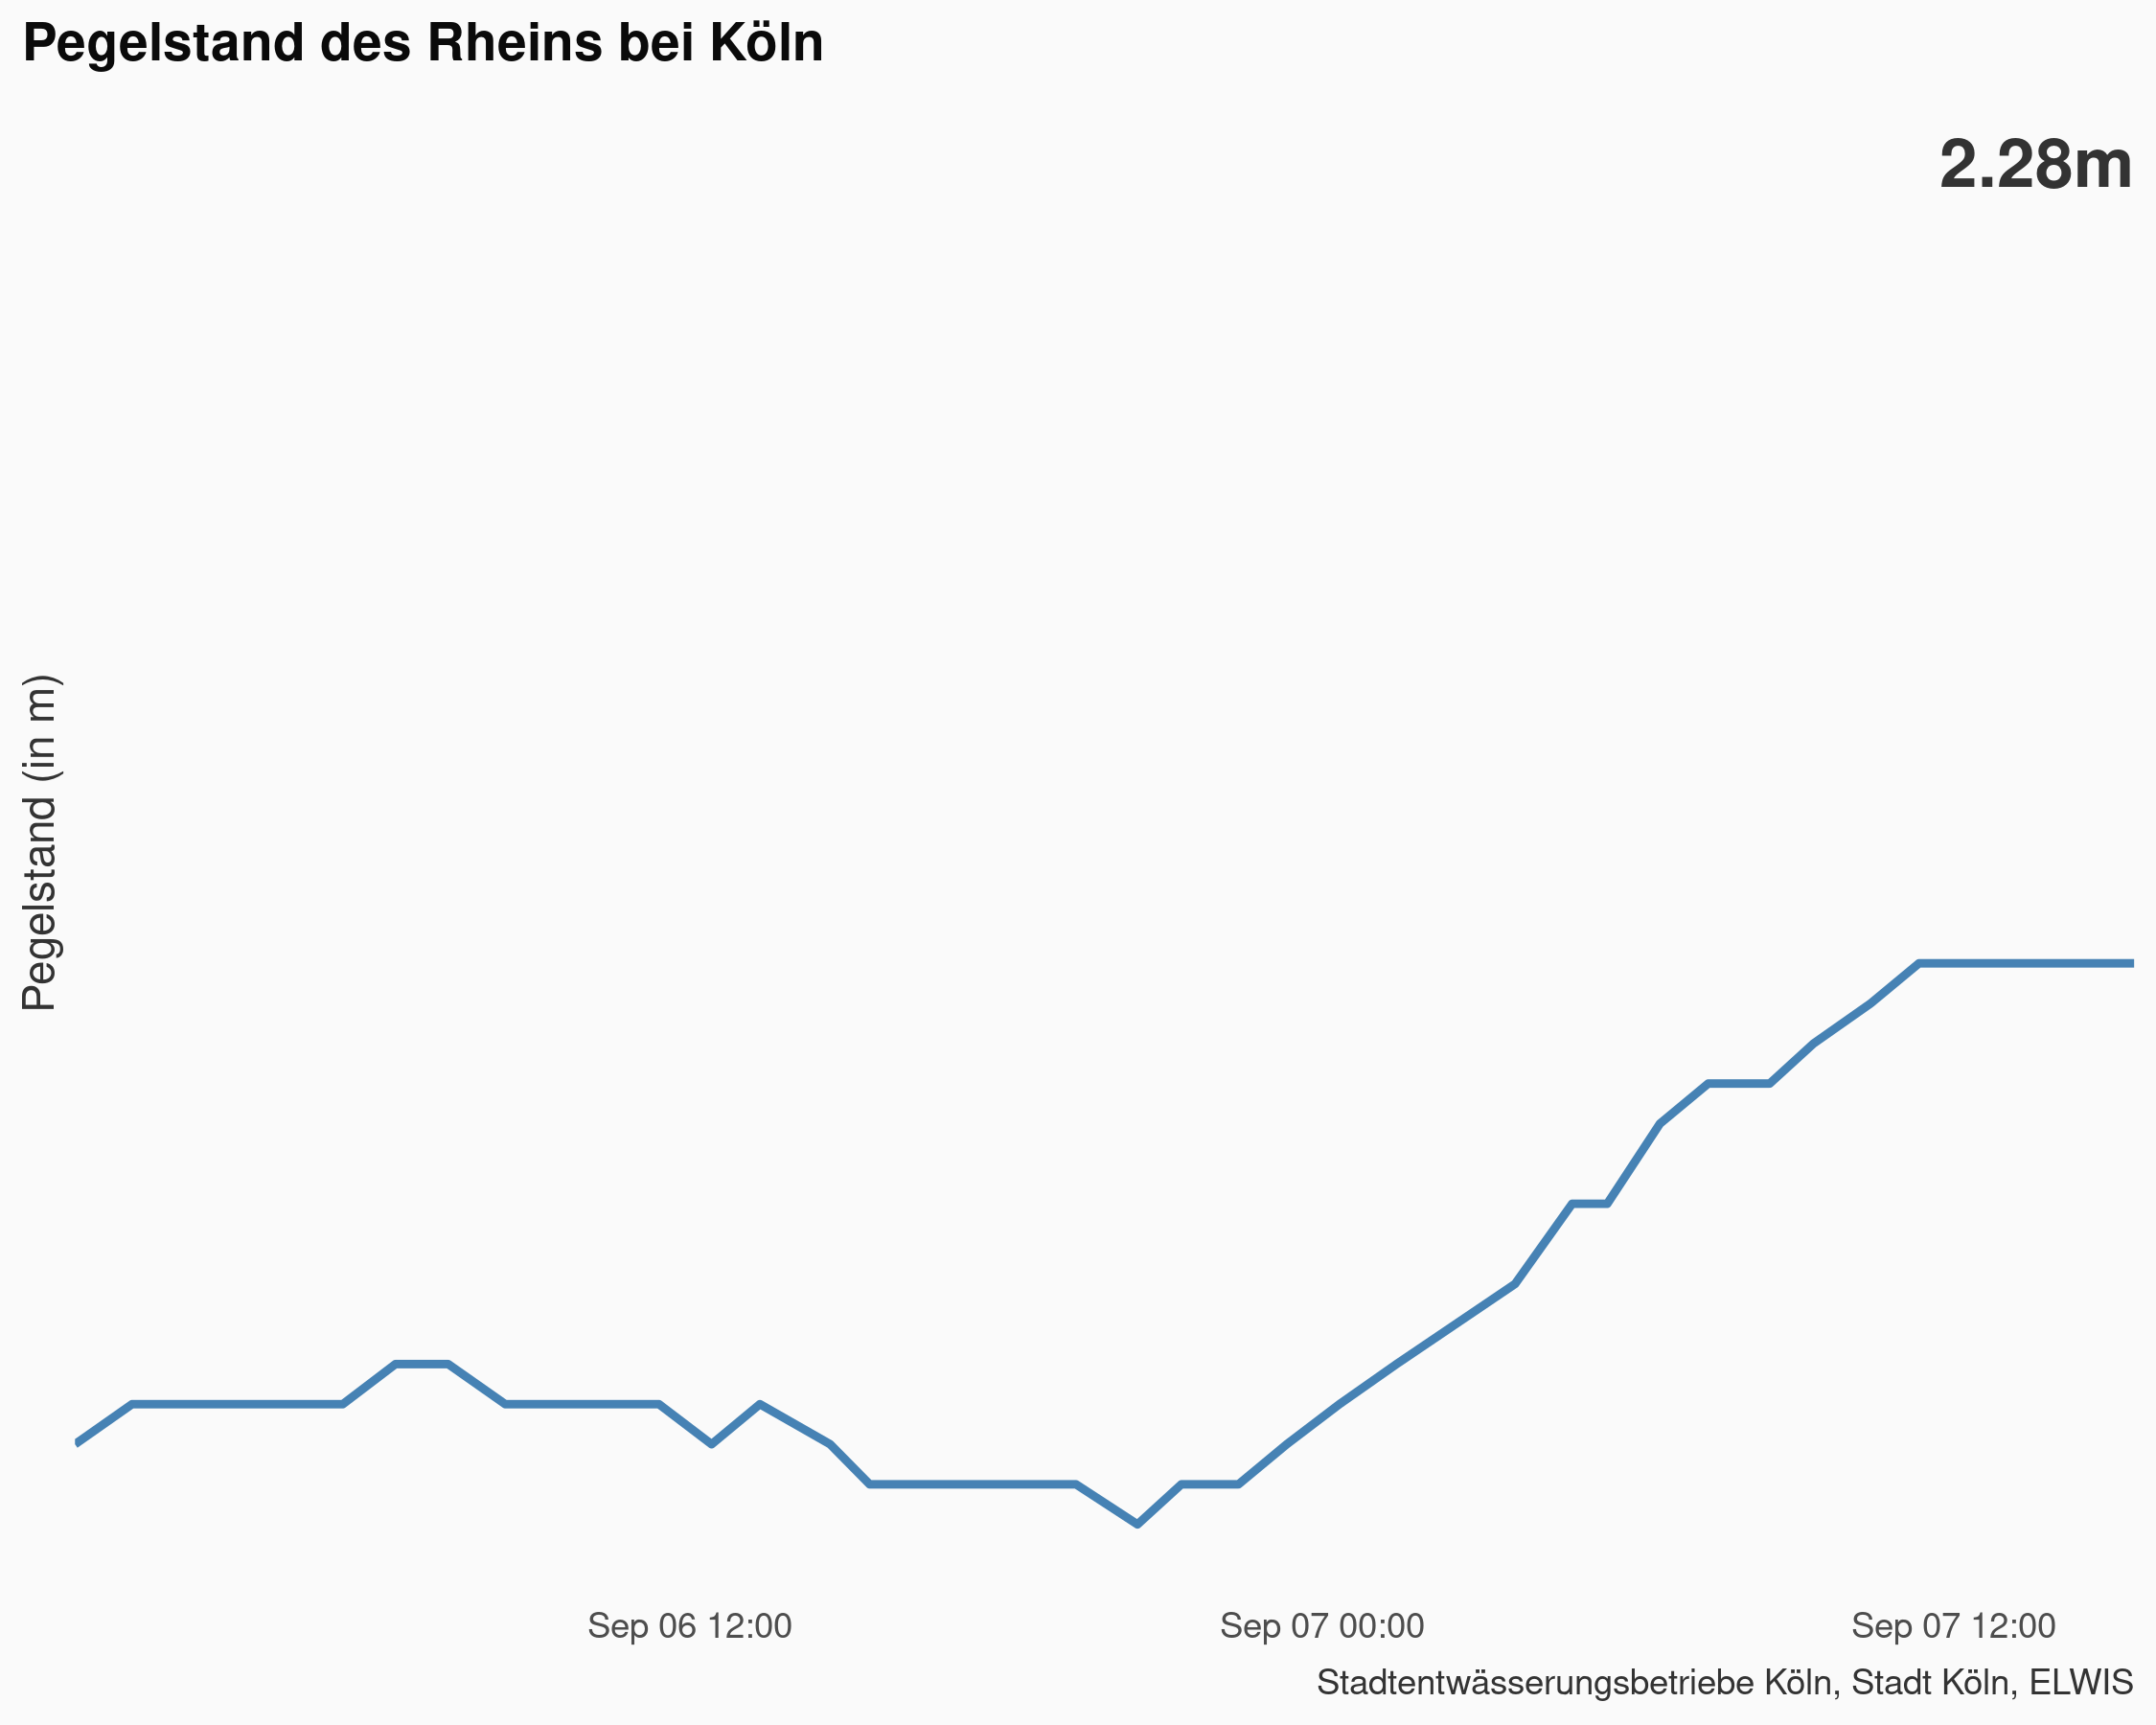 Pegelstand des Rheins bei Köln
2.28m
Pegelstand (in m)
Sep 06 12:00
Sep 07 00:00
Sep 07 12:00
Stadtentwässerungsbetriebe Köln, Stadt Köln, ELWIS